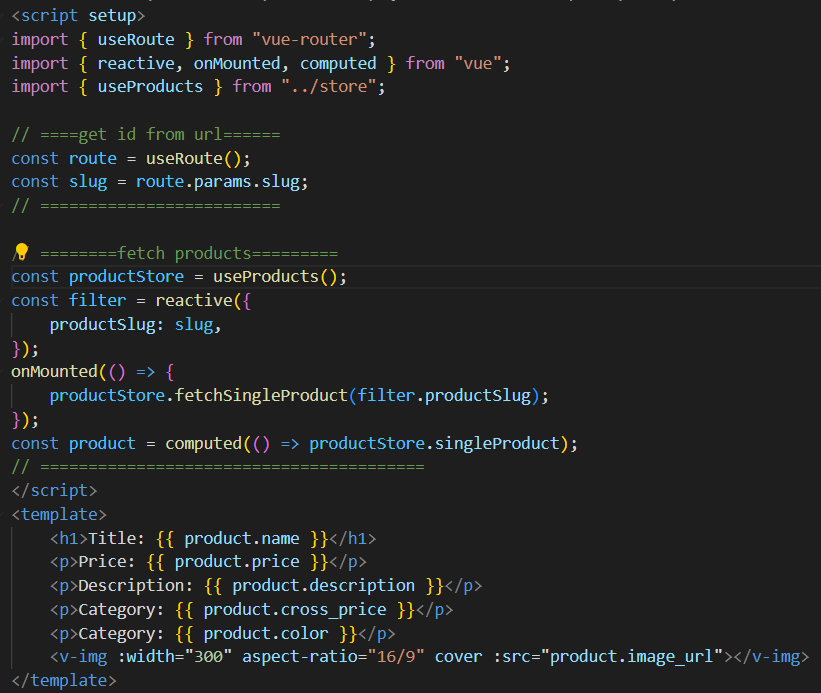 <script setup>
import { useRoute } from "vue-router";
import { reactive, onMounted, computed } from "vue";
import { useProducts } from "../store";
// ====get id from url======
const route = useRoute();
const slug = route.params.slug;
// =========================
/ ========fetch products=========
const productStore = useProducts();
const filter = reactive({
    productSlug: slug,
});
onMounted(() => {
    productStore.fetchSingleProduct(filter.productSlug);
});
const product = computed(() => productStore.singleProduct);
// ========================================
</script>
<template>
    <h1>Title: {{ product.name }}</h1>
    <p>Price: {{ product.price }}</p>
    <p>Description: {{ product.description }}</p>
    <p>Category: {{ product.cross_price }}</p>
    <p>Category: {{ product.color }}</p>
    <v-img :width="300" aspect-ratio="16/9" cover :src="product.image_url"></v-img>
</template>